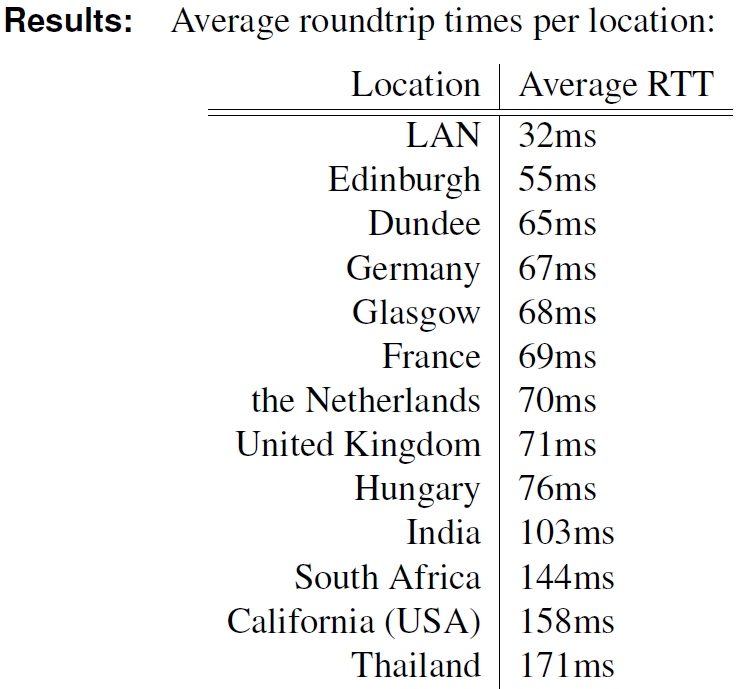 Results: Average roundtrip times per location:
Location Average RTT
LAN 32ms
Edinburgh 55ms
Dundee 65ms
Germany 67ms
Glasgow 68ms
France 69ms
the Netherlands 70ms
United Kingdom 71ms
Hungary 76ms
India 103ms
South Africa 144ms
California (USA) 158ms
Thailand 171ms